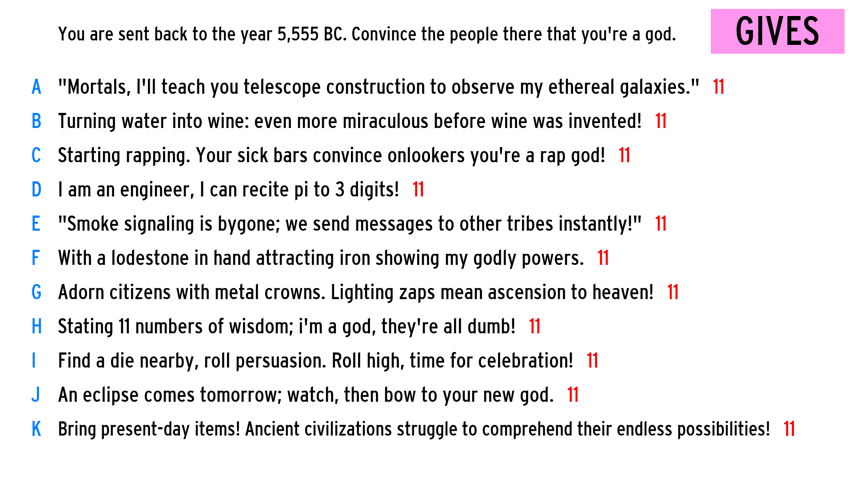 You are sent back to the year 5,555 BC. Convince the people there that you're a god.
GIVES
A "Mortals, I'll teach you telescope construction to observe my ethereal galaxies." 11
B Turning water into wine: even more miraculous before wine was invented! 11
C Starting rapping. Your sick bars convince onlookers you're a rap god! 11
D I am an engineer, I can recite pi to 3 digits! 11
E "Smoke signaling is bygone; we send messages to other tribes instantly!" 11
F With a lodestone in hand attracting iron showing my godly powers. 11
G Adorn citizens with metal crowns. Lighting zaps mean ascension to heaven! 11
H Stating 11 numbers of wisdom; i'm a god, they're all dumb! 11
I Find a die nearby, roll persuasion. Roll high, time for celebration! 11
J An eclipse comes tomorrow; watch, then bow to your new god. 11
K Bring present-day items! Ancient civilizations struggle to comprehend their endless possibilities! 11